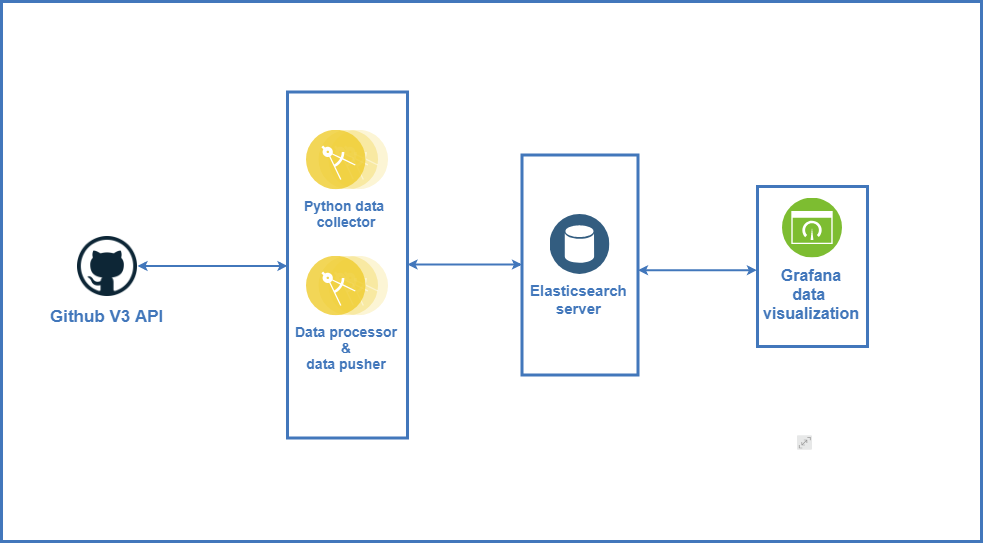 Github V3 API
Python data
collector
Data processor
&
data pusher
Elasticsearch
server
Grafana
data
visualization